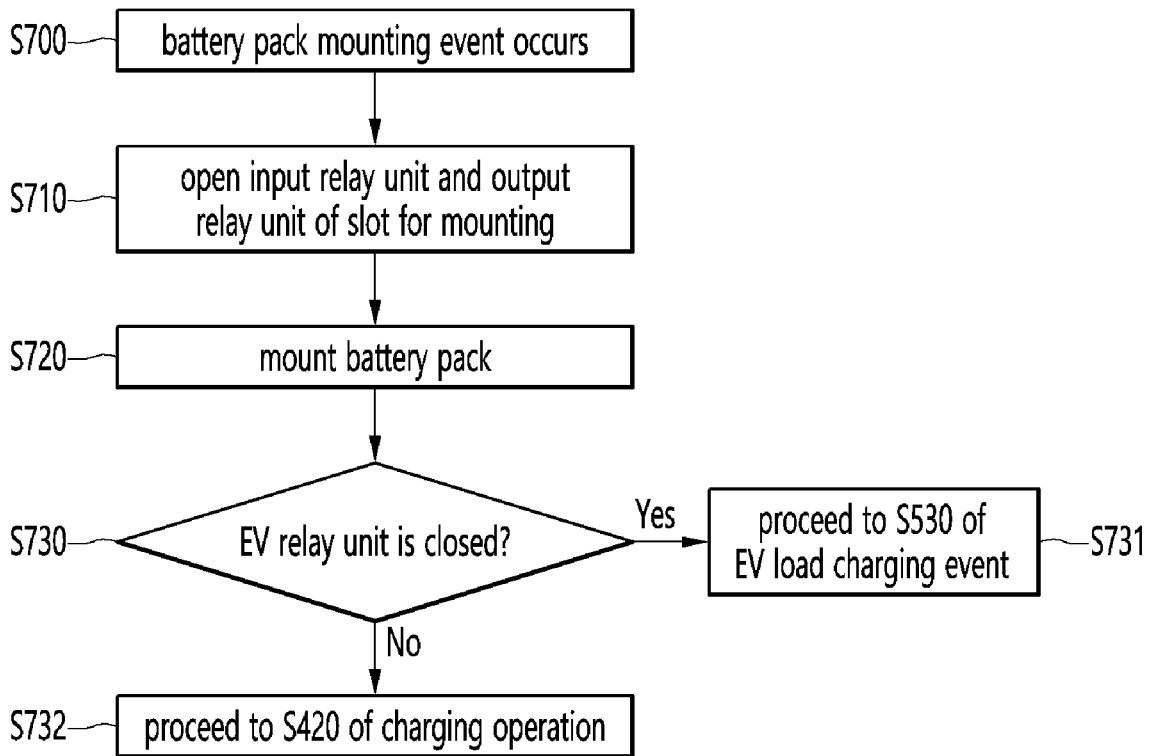 S700
battery pack mounting event occurs
S710
open input relay unit and output
relay unit of slot for mounting
S720
mount battery pack
S730
EV relay unit is closed?
Yes
proceed to S530 of
EV load charging event
S731
No
S732
proceed to S420 of charging operation